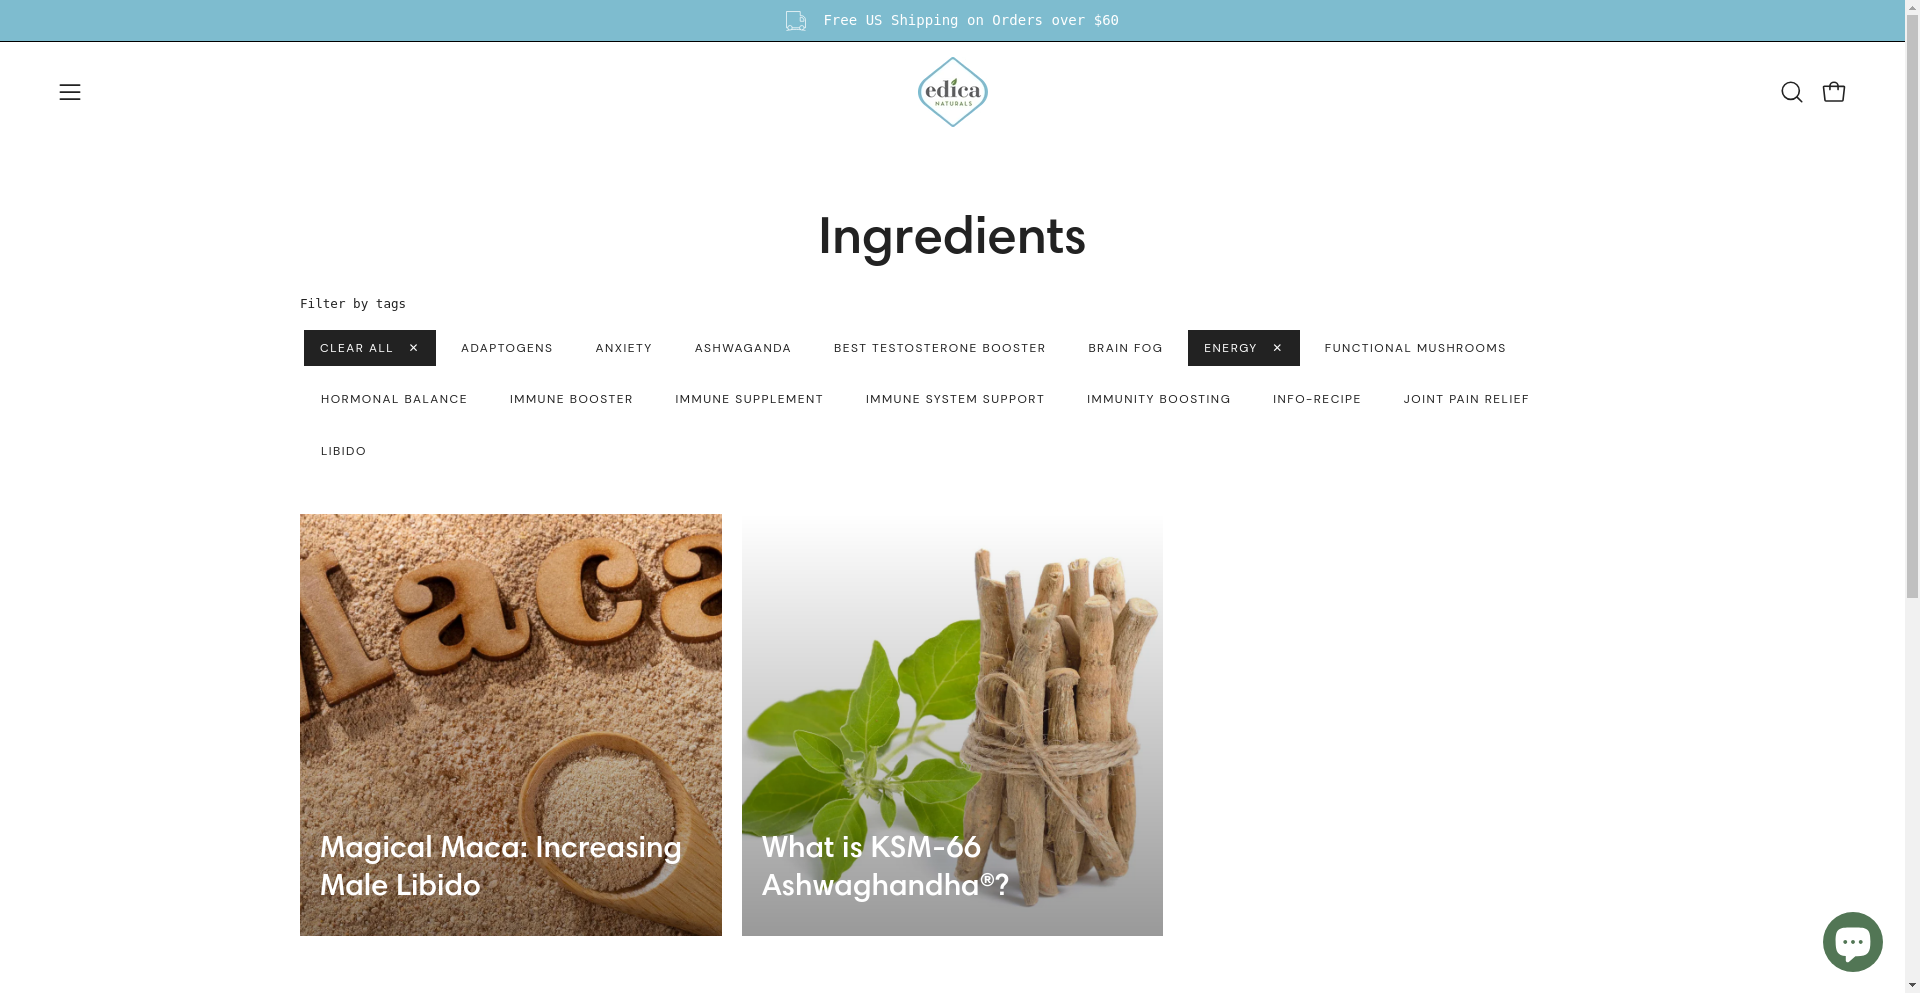 Free US Shipping on Orders over $60
edica
NATURALS
Ingredients
Filter by tags
CLEAR ALL ×
ADAPTOGENS
ANXIETY
ASHWAGANDA
BEST TESTOSTERONE BOOSTER
BRAIN FOG
ENERGY ×
FUNCTIONAL MUSHROOMS
HORMONAL BALANCE
IMMUNE BOOSTER
IMMUNE SUPPLEMENT
IMMUNE SYSTEM SUPPORT
IMMUNITY BOOSTING
INFO-RECIPE
JOINT PAIN RELIEF
LIBIDO
laca
Magical Maca: Increasing
Male Libido
What is KSM-66
Ashwaghandha®?